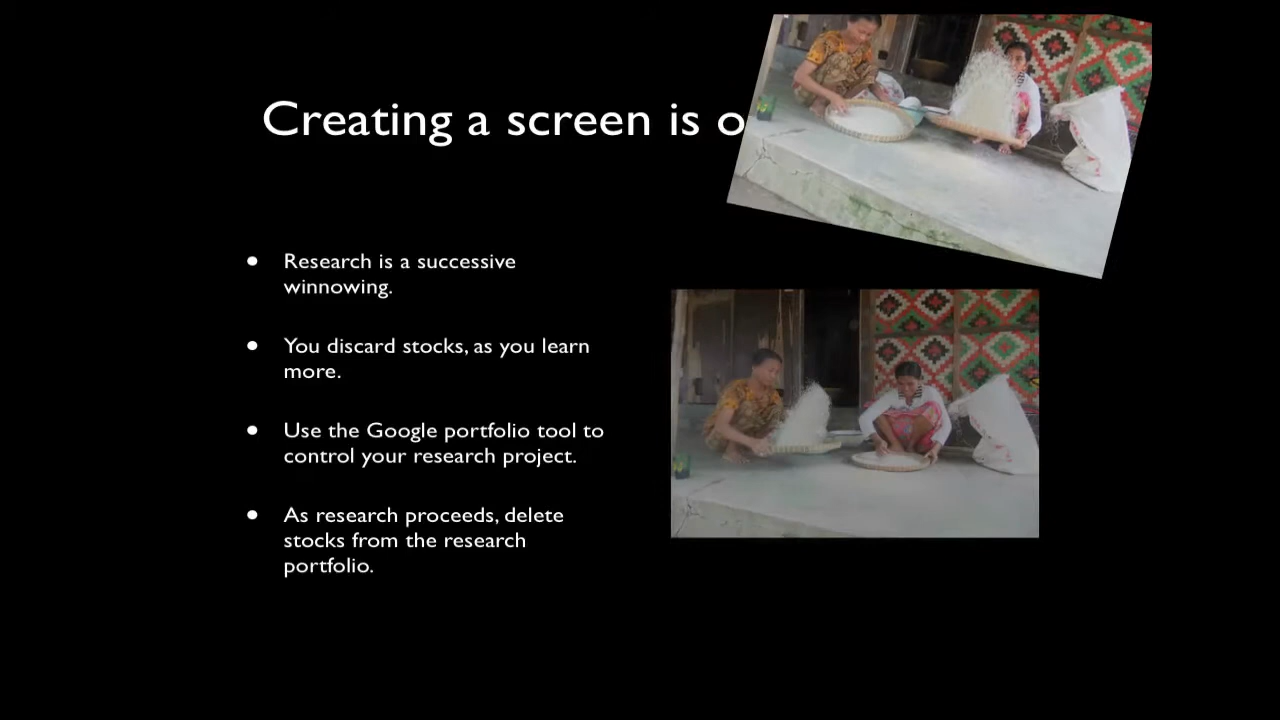 Creating a screen is
• Research is a successive
winnowing.
• You discard stocks, as you learn
more.
• Use the Google portfolio tool to
control your research project.
• As research proceeds, delete
stocks from the research
portfolio.